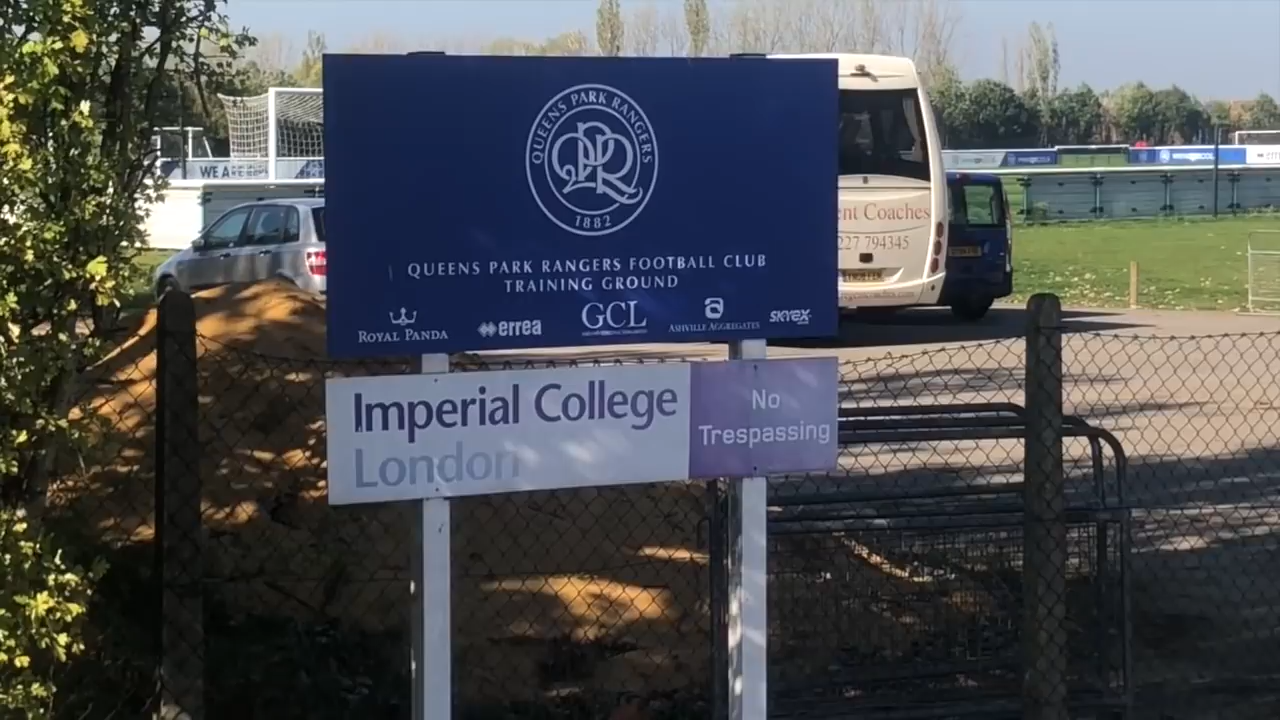 QUEENS PARK RANGERS
QPR
1882
QUEENS PARK RANGERS FOOTBALL CLUB
TRAINING GROUND
ROYAL PANDA
errea
GCL
ASHVILLE AGGREGATES
SKYEX
Imperial College
London
No
Trespassing
WE A
ent Coaches
227 794345